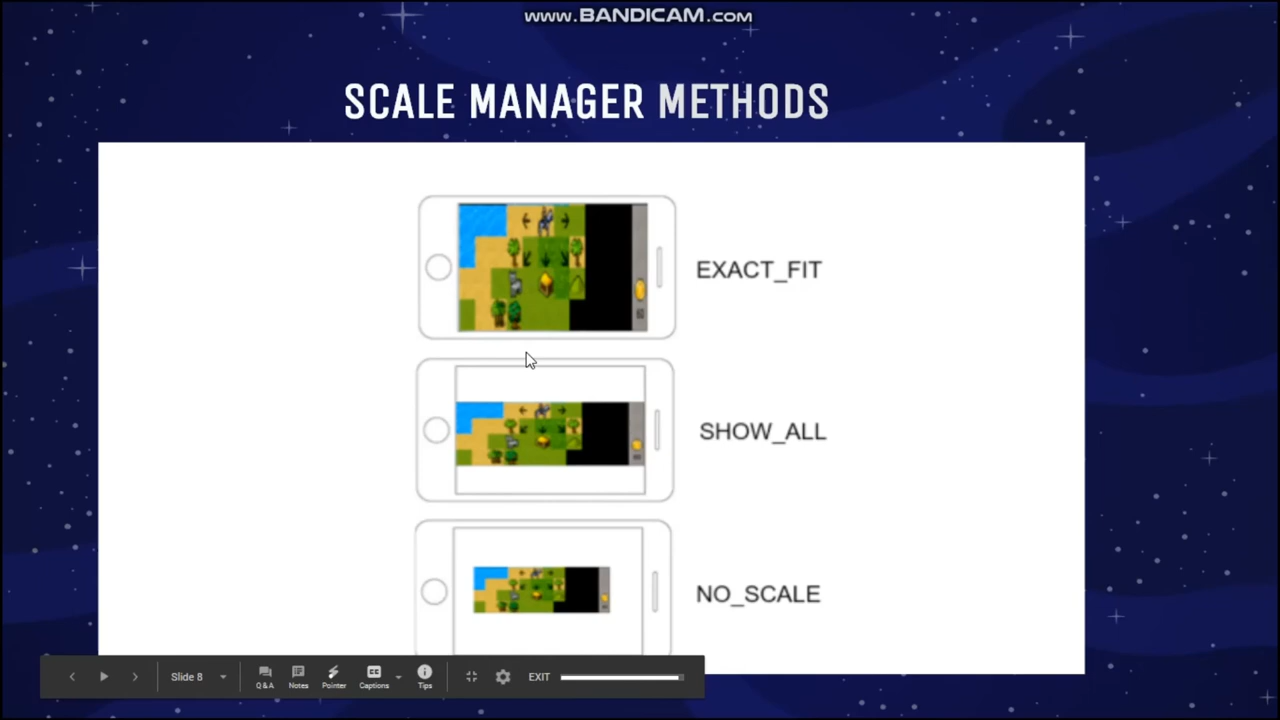 www.BANDICAM.com
SCALE MANAGER METHODS
EXACT_FIT
SHOW_ALL
NO_SCALE
Slide 8
Q&A
Notes
Pointer
Captions
Tips
EXIT